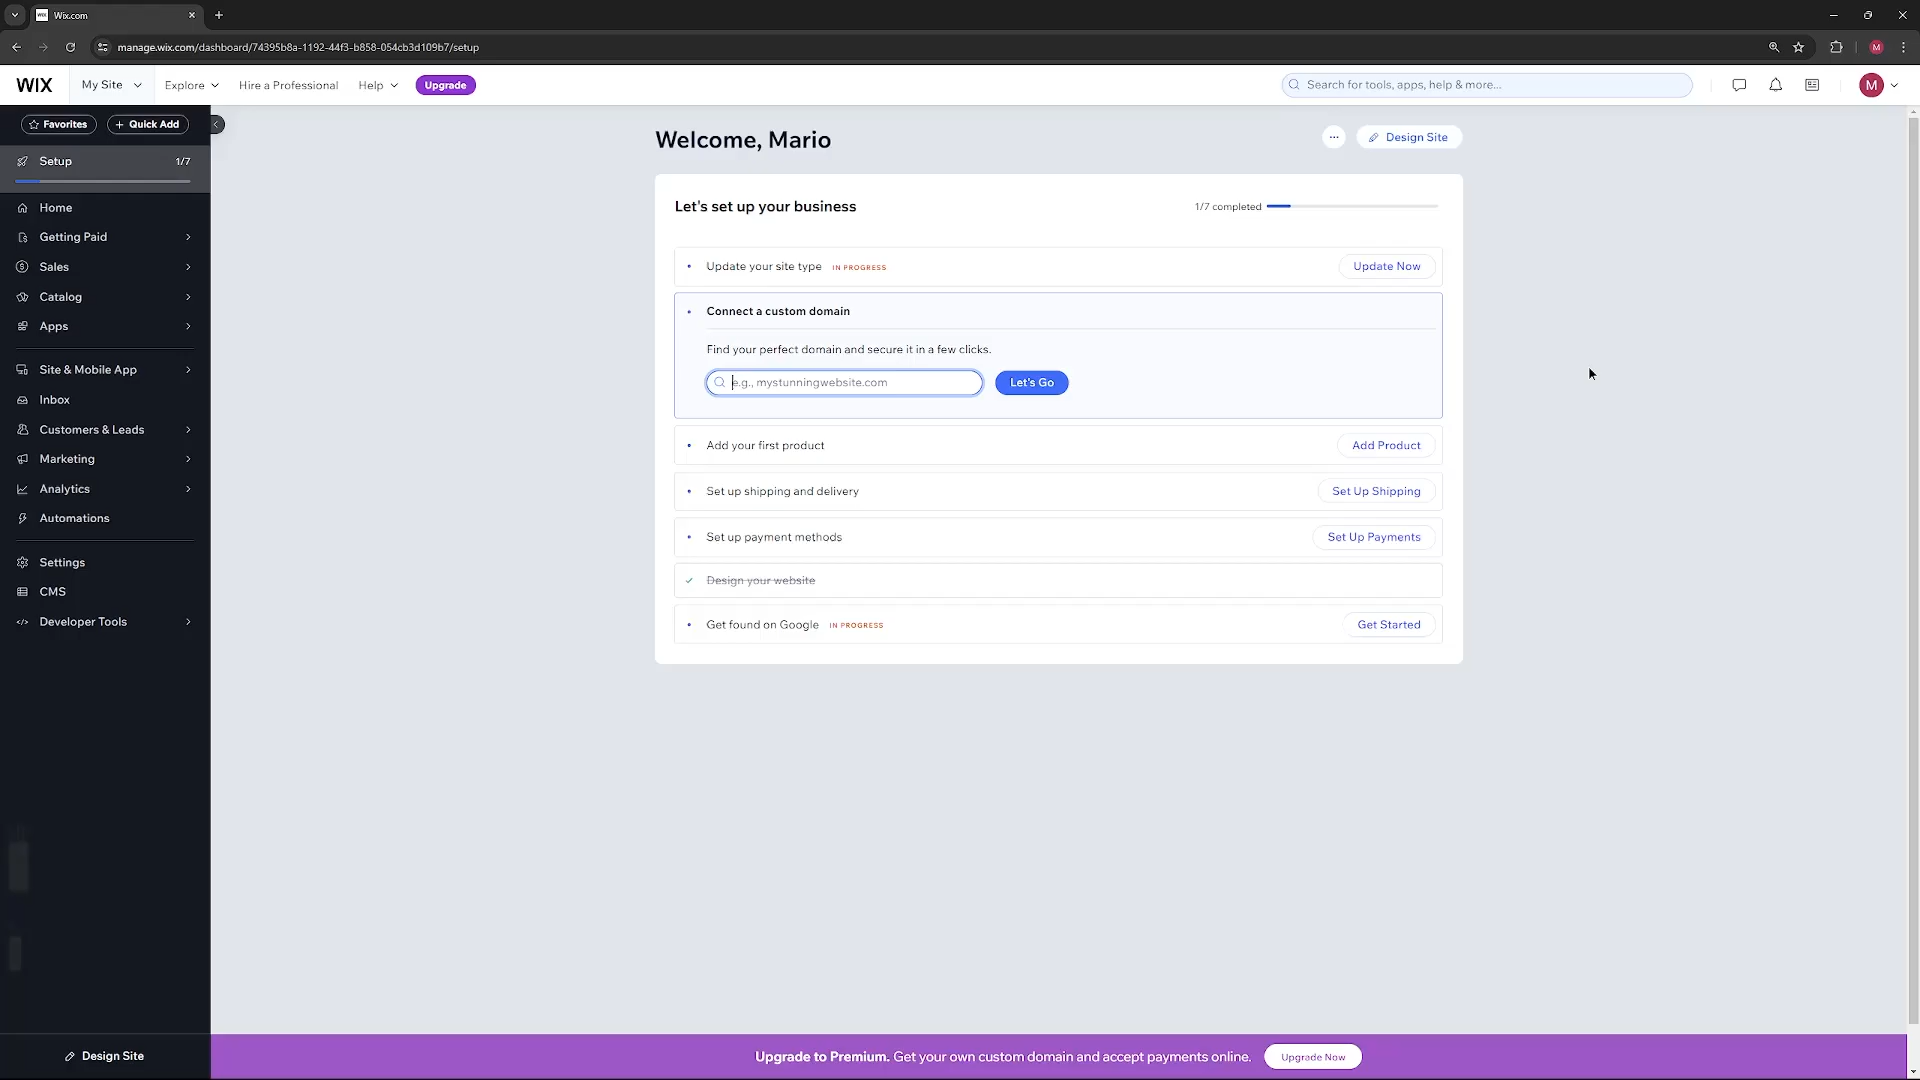 Wix.com
manage.wix.com/dashboard/74395b8a-1192-44f3-b858-054cb3d109b7/setup
M
WIX
My Site
Explore
Hire a Professional
Help
Upgrade
Search for tools, apps, help & more...
M
Favorites
Quick Add
Setup 1/7
Home
Getting Paid
Sales
Catalog
Apps
Site & Mobile App
Inbox
Customers & Leads
Marketing
Analytics
Automations
Settings
CMS
Developer Tools
Design Site
Welcome, Mario
Design Site
Let's set up your business
1/7 completed
Update your site type IN PROGRESS
Update Now
Connect a custom domain
Find your perfect domain and secure it in a few clicks.
e.g., mystunningwebsite.com
Let's Go
Add your first product
Add Product
Set up shipping and delivery
Set Up Shipping
Set up payment methods
Set Up Payments
Design your website
Get found on Google IN PROGRESS
Get Started
Upgrade to Premium. Get your own custom domain and accept payments online.
Upgrade Now